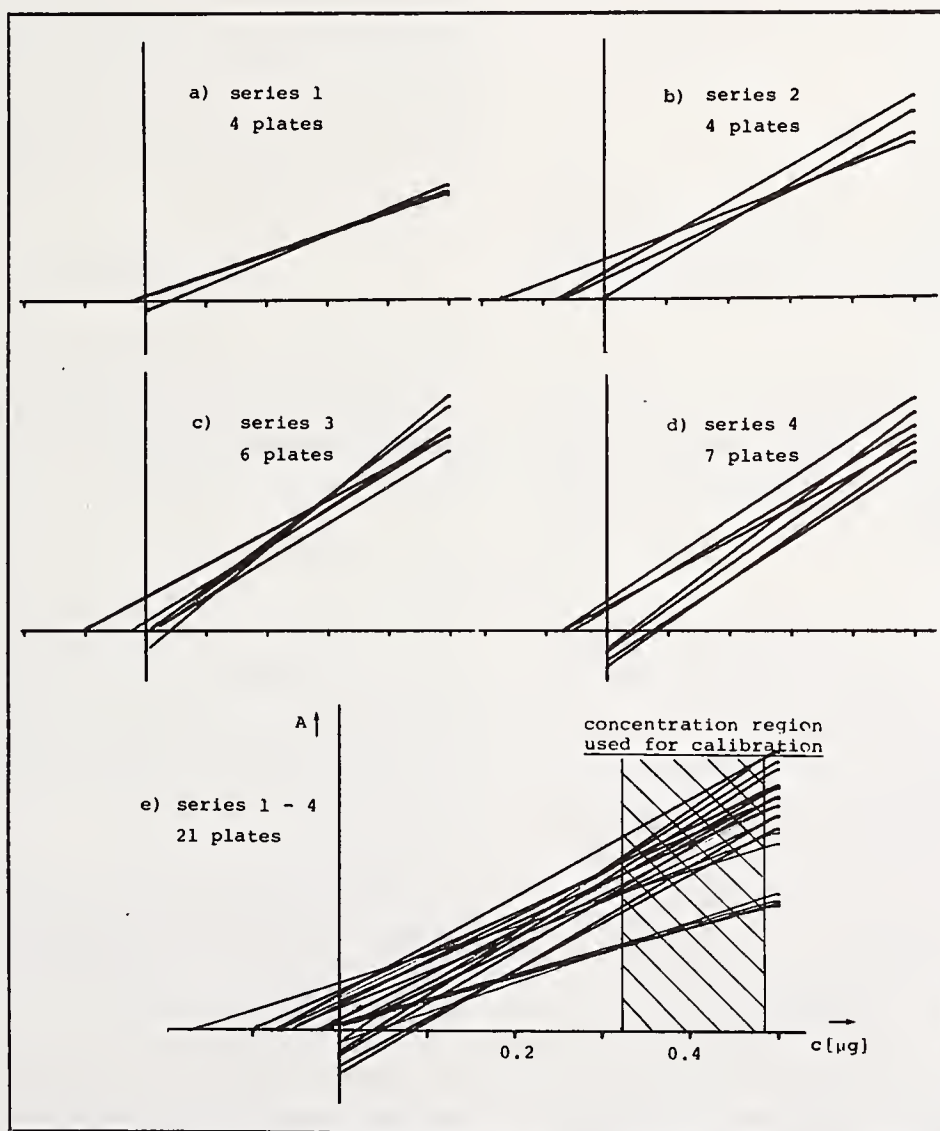 a) series 1
4 plates
b) series 2
4 plates
c) series 3
6 plates
d) series 4
7 plates
A ↑
concentration region
used for calibration
e) series 1 - 4
21 plates
0.2
0.4
c[μg]